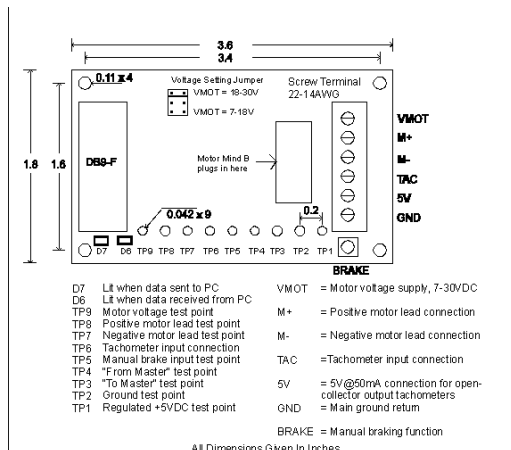 3.6
3.4
0.11 x 4
Voltage Setting Jumper
VMOT = 18-30V
VMOT = 7-18V
Screw Terminal
22-14AWG
VMOT
M+
M-
TAC
5V
GND
1.8
1.6
DB9-F
Motor Mind B
plugs in here
0.042 x 9
0.2
D7 D6 TP9 TP8 TP7 TP6 TP5 TP4 TP3 TP2 TP1
BRAKE
D7 Lit when data sent to PC
D6 Lit when data received from PC
TP9 Motor voltage test point
TP8 Positive motor lead test point
TP7 Negative motor lead test point
TP6 Tachometer input connection
TP5 Manual brake input test point
TP4 "From Master" test point
TP3 "To Master" test point
TP2 Ground test point
TP1 Regulated +5VDC test point
VMOT = Motor voltage supply, 7-30VDC
M+ = Positive motor lead connection
M- = Negative motor lead connection
TAC =Tachometer input connection
5V = 5V@50mA connection for open-
collector output tachometers
GND = Main ground return
BRAKE = Manual braking function
All Dimensions Given In Inches